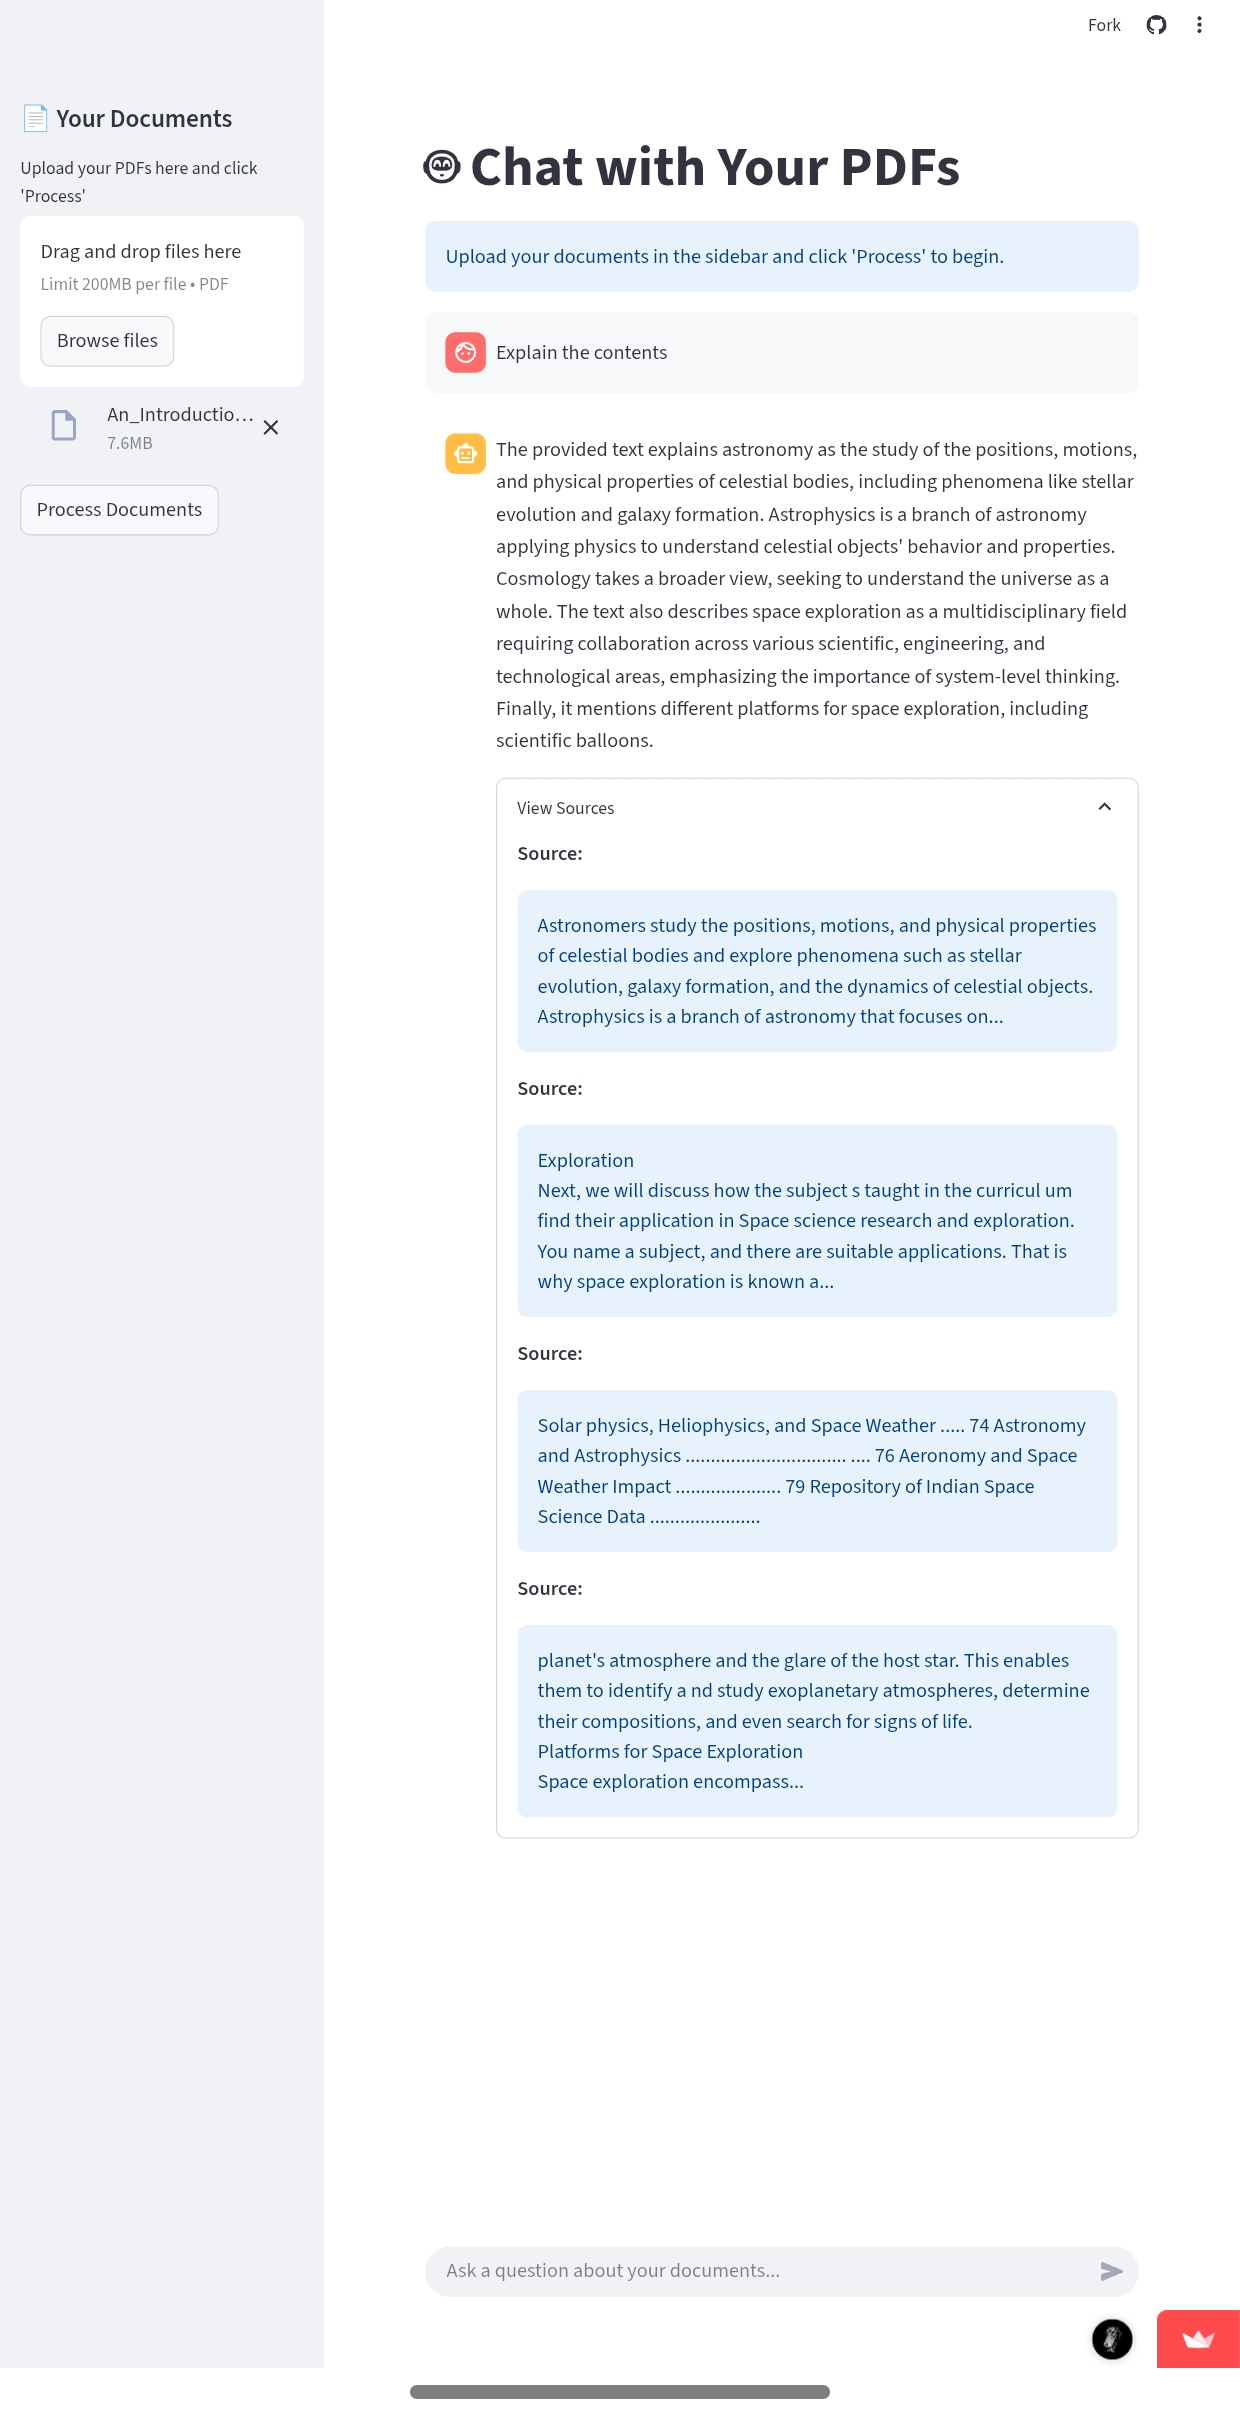 Fork
Your Documents
Upload your PDFs here and click
'Process'
Drag and drop files here
Limit 200MB per file • PDF
Browse files
An_Introductio...
7.6MB
Process Documents
Chat with Your PDFs
Upload your documents in the sidebar and click 'Process' to begin.
Explain the contents
The provided text explains astronomy as the study of the positions, motions,
and physical properties of celestial bodies, including phenomena like stellar
evolution and galaxy formation. Astrophysics is a branch of astronomy
applying physics to understand celestial objects' behavior and properties.
Cosmology takes a broader view, seeking to understand the universe as a
whole. The text also describes space exploration as a multidisciplinary field
requiring collaboration across various scientific, engineering, and
technological areas, emphasizing the importance of system-level thinking.
Finally, it mentions different platforms for space exploration, including
scientific balloons.
View Sources
Source:
Astronomers study the positions, motions, and physical properties
of celestial bodies and explore phenomena such as stellar
evolution, galaxy formation, and the dynamics of celestial objects.
Astrophysics is a branch of astronomy that focuses on...
Source:
Exploration
Next, we will discuss how the subject s taught in the curricul um
find their application in Space science research and exploration.
You name a subject, and there are suitable applications. That is
why space exploration is known a...
Source:
Solar physics, Heliophysics, and Space Weather ..... 74 Astronomy
and Astrophysics ................................ .... 76 Aeronomy and Space
Weather Impact ..................... 79 Repository of Indian Space
Science Data ......................
Source:
planet's atmosphere and the glare of the host star. This enables
them to identify a nd study exoplanetary atmospheres, determine
their compositions, and even search for signs of life.
Platforms for Space Exploration
Space exploration encompass...
Ask a question about your documents...